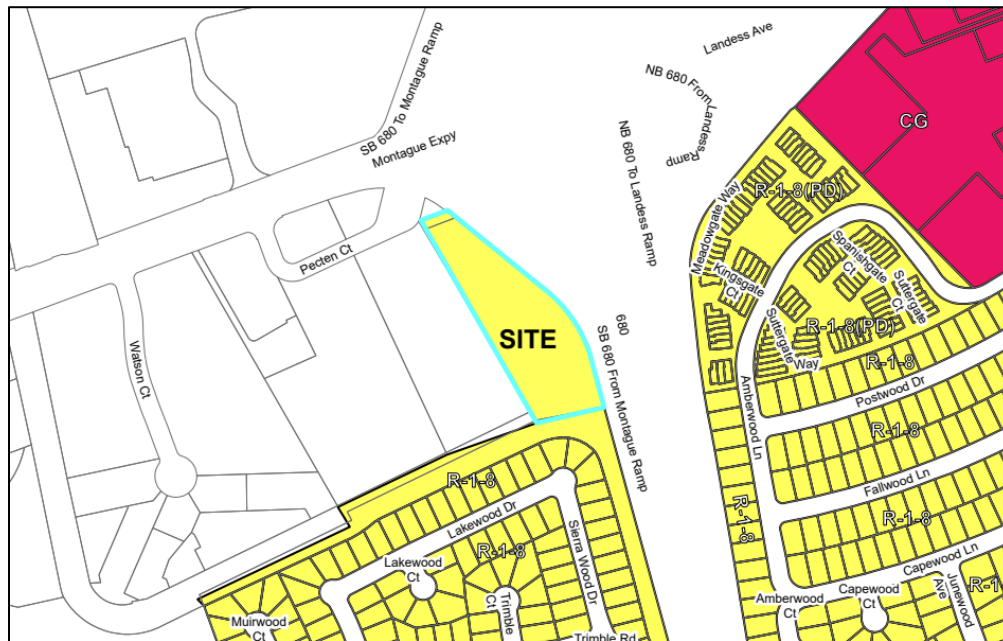 Landess Ave
SB 680 To Montague Ramp
Montague Expy
NB 680 From
Landess
Ramp
NB 680 To Landess Ramp
CG
R-1-8(PD)
Meadowgate Way
Pecten Ct
Kingsgate
Ct
Spanishgate
Ct
Suttergate
Ct
Suttergate
Way
R-1-8(PD)
R-1-8
SITE
680
SB 680 From Montague Ramp
Watson Ct
Amberwood Ln
Postwood Dr
R-1-8
Fallwood Ln
R-1-8
R-1-8
R-1-8
Lakewood Dr
R-1-8
Sierra Wood Dr
Lakewood
Ct
Trimble
Ct
Muirwood
Ct
Trimble Rd
Capewood Ln
Amberwood
Ct
Capewood
Ct
Junewood
Ave
R-1-